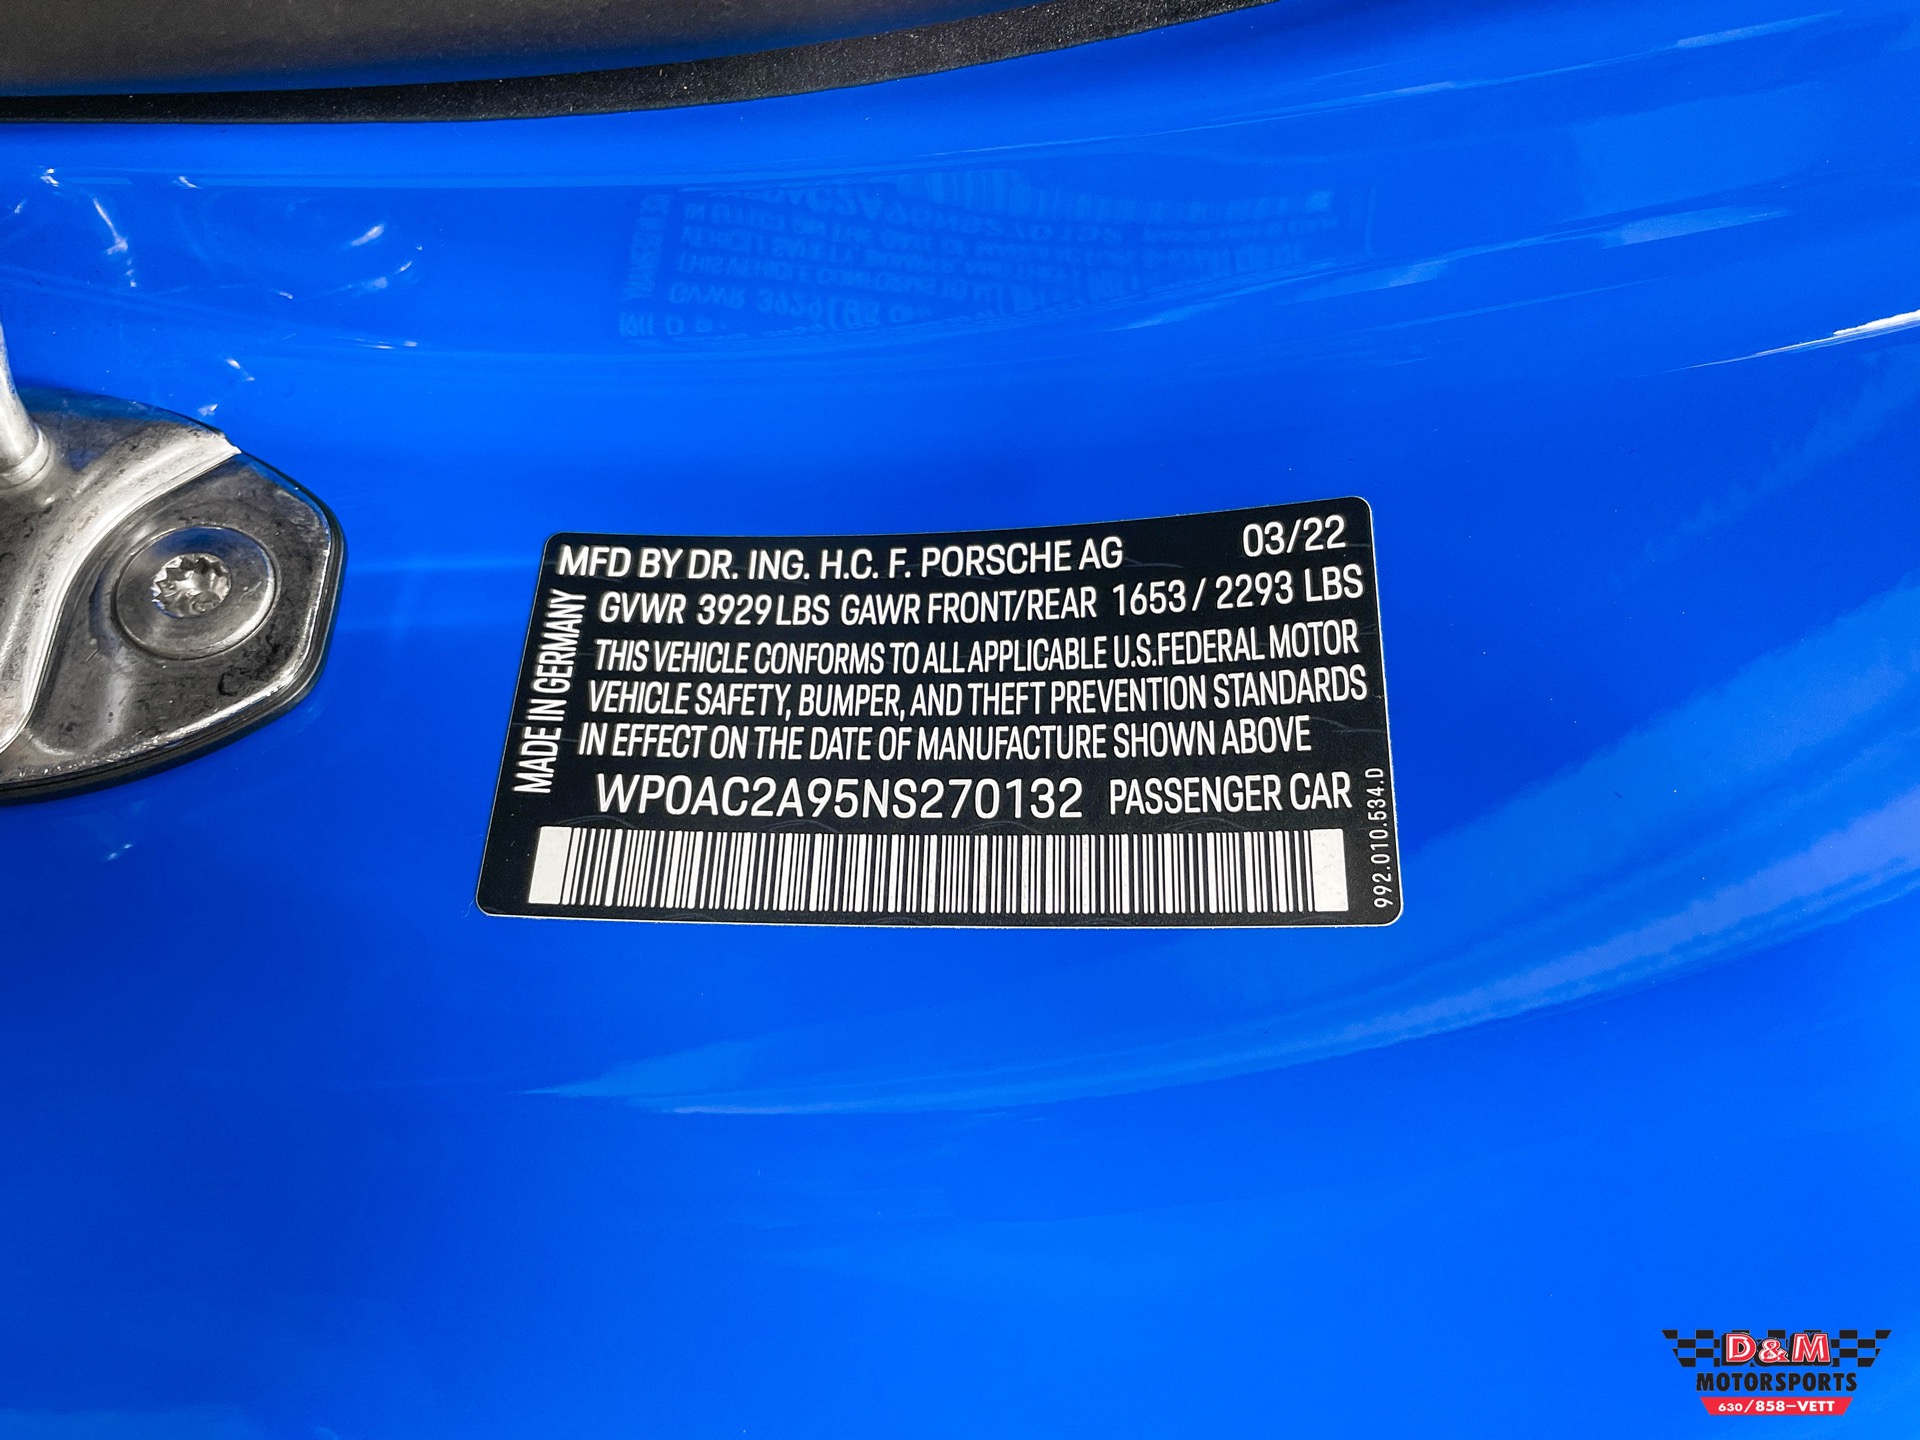 MFD BY DR. ING. H.C. F. PORSCHE AG 03/22
GVWR 3929 LBS GAWR FRONT/REAR 1653 / 2293 LBS
THIS VEHICLE CONFORMS TO ALL APPLICABLE U.S.FEDERAL MOTOR
VEHICLE SAFETY, BUMPER, AND THEFT PREVENTION STANDARDS
IN EFFECT ON THE DATE OF MANUFACTURE SHOWN ABOVE
WP0AC2A95NS270132 PASSENGER CAR
MADE IN GERMANY
992.010.534.D
D&M
MOTORSPORTS
630/858-VETT